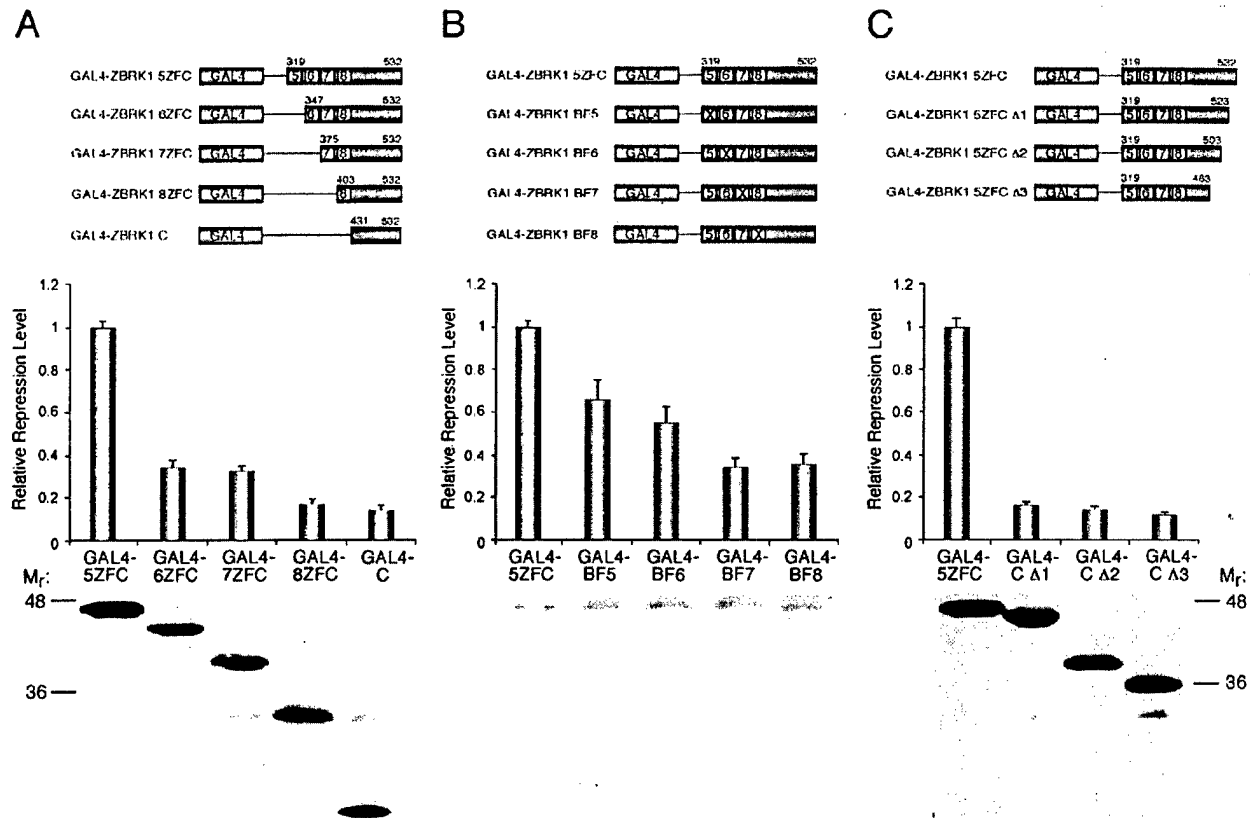 A
319 532
GAL4-ZBRK1 5ZFC GAL4 5 6 7 8
347 532
GAL4-ZBRK1 6ZFC GAL4 6 7 8
375 532
GAL4-ZBRK1 7ZFC GAL4 7 8
403 532
GAL4-ZBRK1 8ZFC GAL4 8
431 532
GAL4-ZBRK1 C GAL4
1.2
1
0.8
0.6
0.4
0.2
0
Relative Repression Level
GAL4-5ZFC
GAL4-6ZFC
GAL4-7ZFC
GAL4-8ZFC
GAL4-C
Mr:
48
36
B
319 532
GAL4-ZBRK1 5ZFC GAL4 5 6 7 8
GAL4-ZBRK1 BF5 GAL4 X 6 7 8
GAL4-ZBRK1 BF6 GAL4 5 X 7 8
GAL4-ZBRK1 BF7 GAL4 5 6 X 8
GAL4-ZBRK1 BF8 GAL4 5 6 7 X
1.2
1
0.8
0.6
0.4
0.2
0
Relative Repression Level
GAL4-5ZFC
GAL4-BF5
GAL4-BF6
GAL4-BF7
GAL4-BF8
C
319 532
GAL4-ZBRK1 5ZFC GAL4 5 6 7 8
319 523
GAL4-ZBRK1 5ZFC Δ1 GAL4 5 6 7 8
319 503
GAL4-ZBRK1 5ZFC Δ2 GAL4 5 6 7 8
319 483
GAL4-ZBRK1 5ZFC Δ3 GAL4 5 6 7 8
1.2
1
0.8
0.6
0.4
0.2
0
Relative Repression Level
GAL4-5ZFC
GAL4-C Δ1
GAL4-C Δ2
GAL4-C Δ3
Mr:
48
36